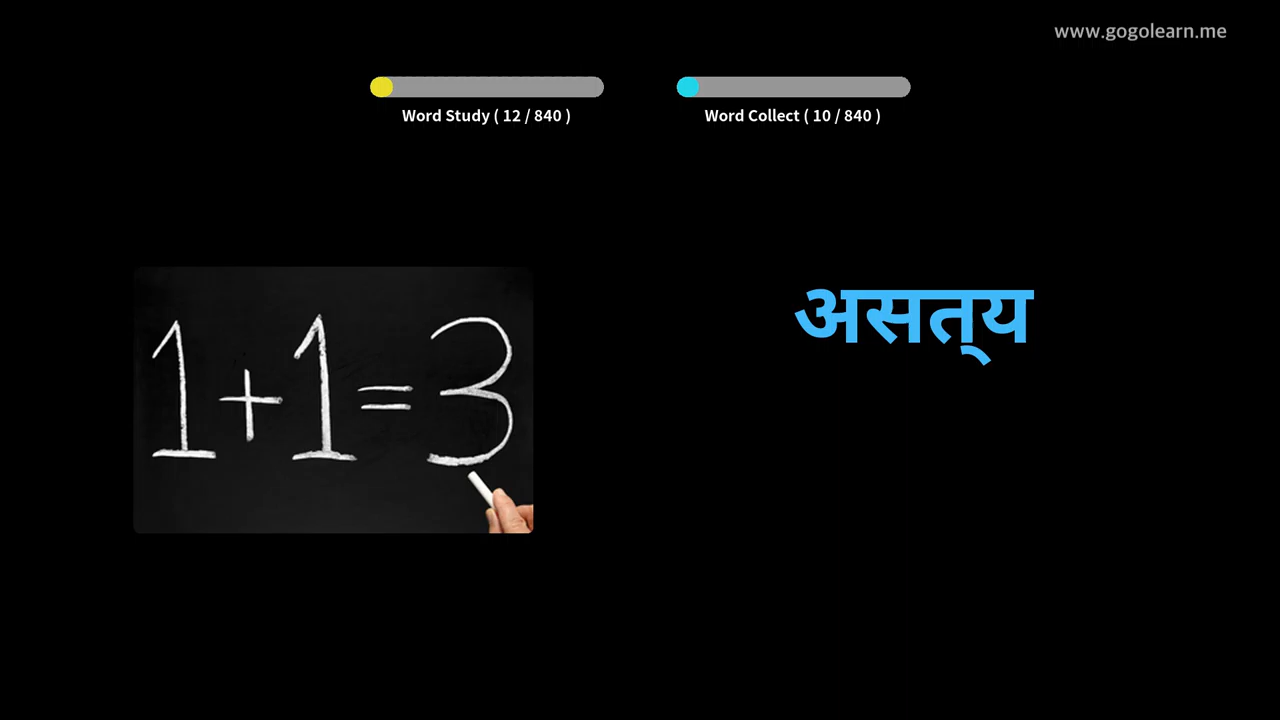 www.gogolearn.me
Word Study ( 12 / 840 )
Word Collect ( 10 / 840 )
1+1=3
असत्‌य